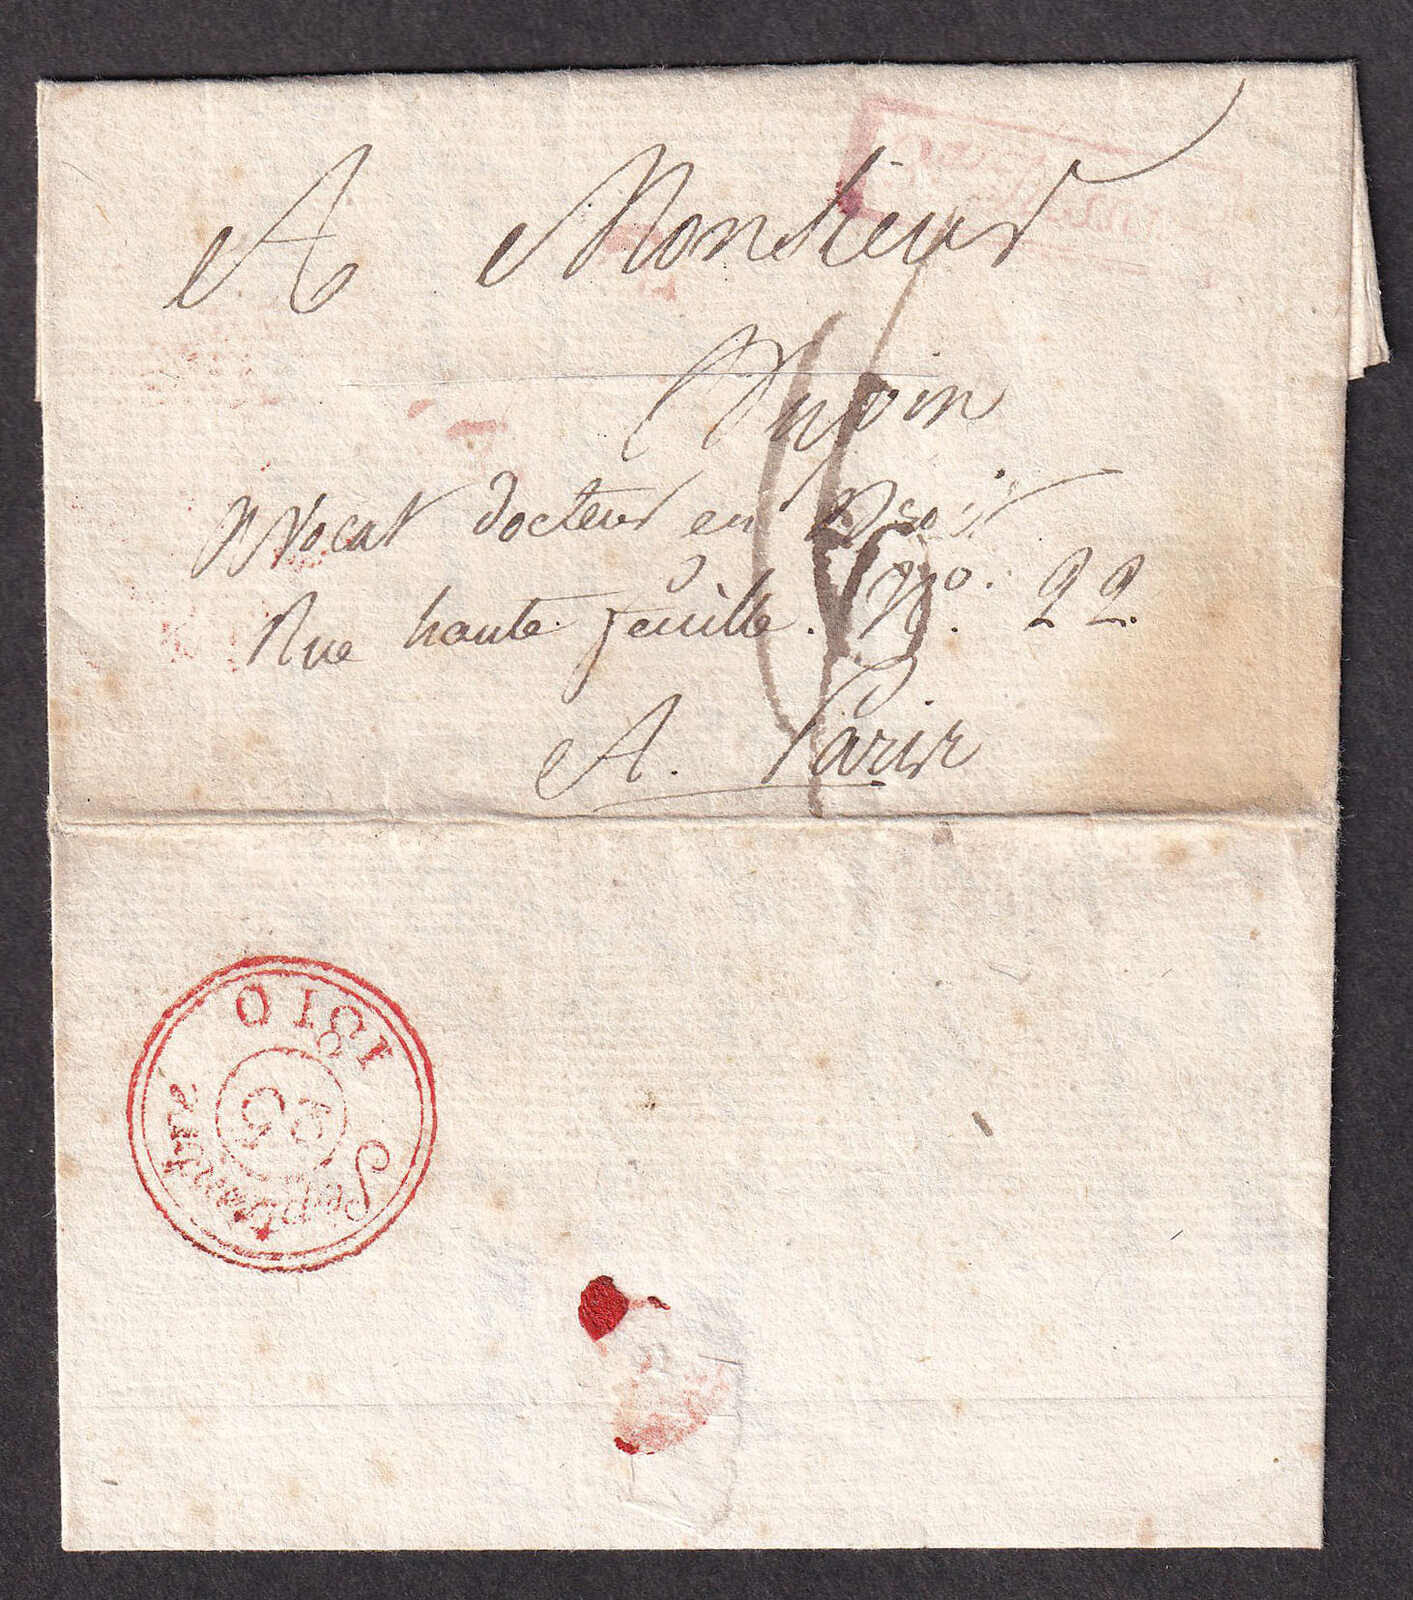 A Monsieur
Dupin
Avocat docteur en Droit
Rue haute feuille. No. 22.
A. Paris
1810
25
Septembre